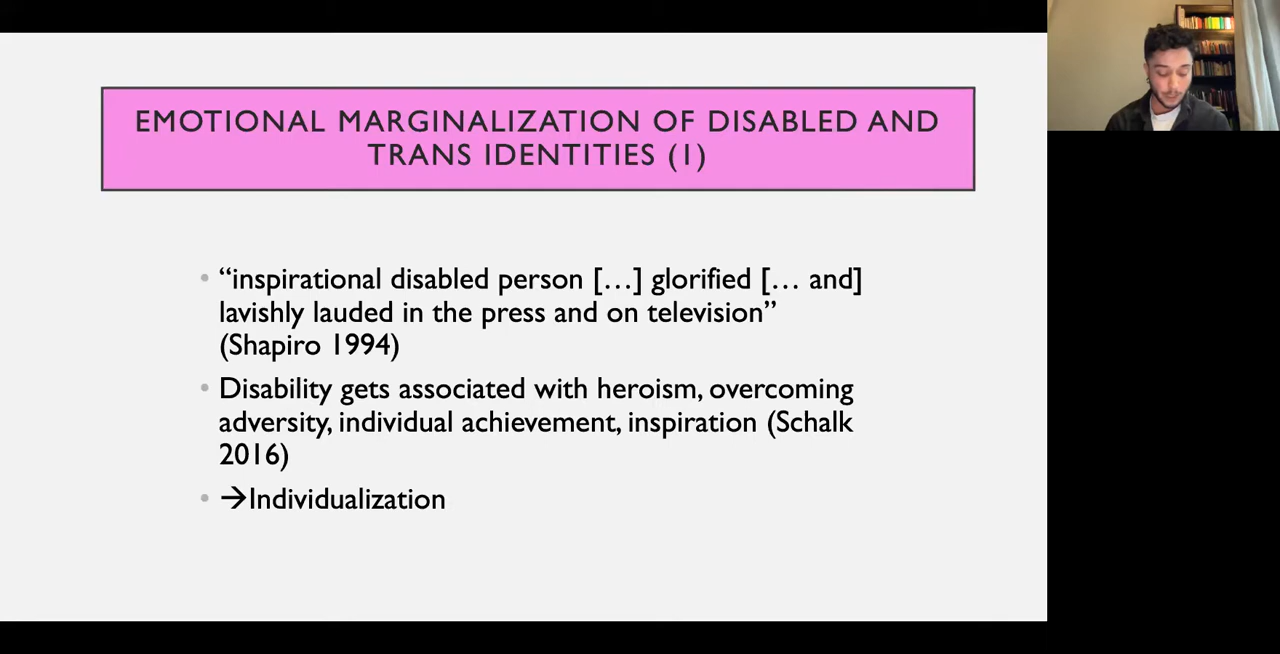 EMOTIONAL MARGINALIZATION OF DISABLED AND
TRANS IDENTITIES (1)
• “inspirational disabled person […] glorified [… and]
lavishly lauded in the press and on television”
(Shapiro 1994)
• Disability gets associated with heroism, overcoming
adversity, individual achievement, inspiration (Schalk
2016)
• →Individualization